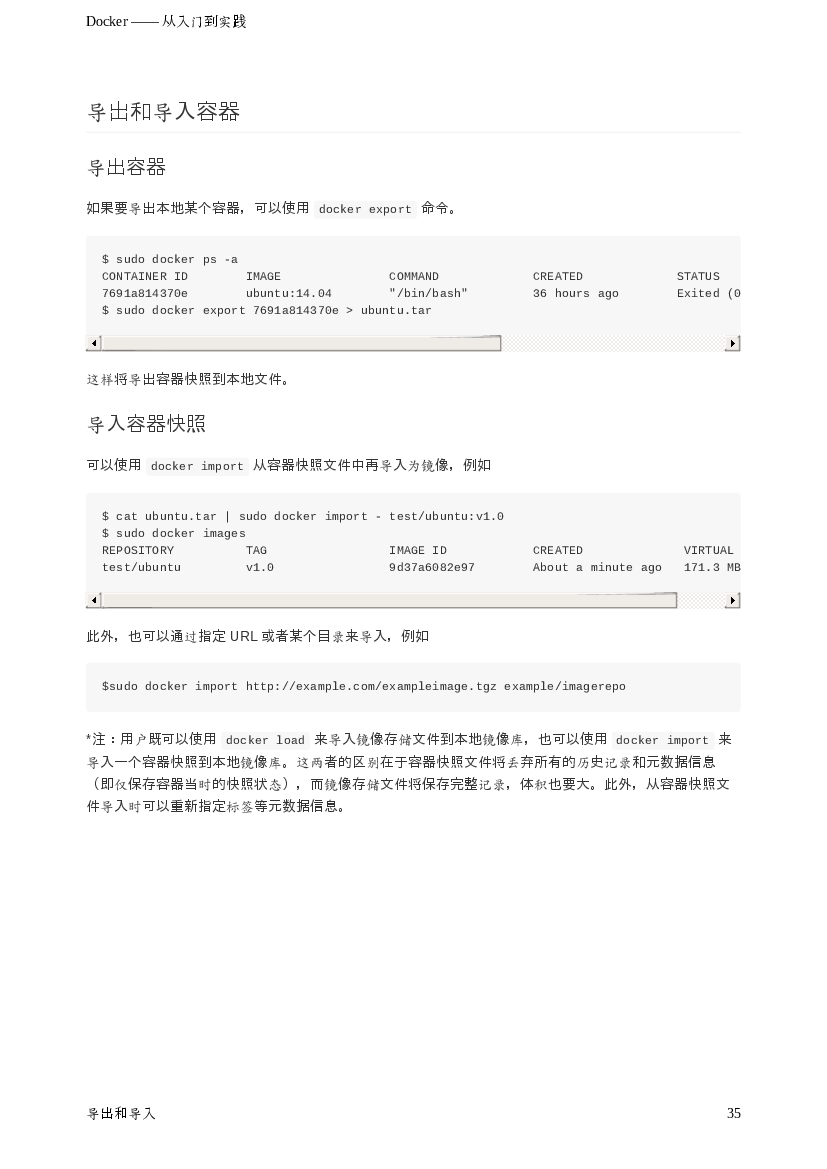 Docker —— 从入门到实践
导出和导入容器
导出容器
如果要导出本地某个容器，可以使用 docker export 命令。
$ sudo docker ps -a
CONTAINER ID        IMAGE               COMMAND             CREATED             STATUS
7691a814370e        ubuntu:14.04        "/bin/bash"         36 hours ago        Exited (0
$ sudo docker export 7691a814370e > ubuntu.tar
这样将导出容器快照到本地文件。
导入容器快照
可以使用 docker import 从容器快照文件中再导入为镜像，例如
$ cat ubuntu.tar | sudo docker import - test/ubuntu:v1.0
$ sudo docker images
REPOSITORY          TAG                 IMAGE ID            CREATED              VIRTUAL
test/ubuntu         v1.0                9d37a6082e97        About a minute ago   171.3 MB
此外，也可以通过指定 URL 或者某个目录来导入，例如
$sudo docker import http://example.com/exampleimage.tgz example/imagerepo
*注：用户既可以使用 docker load 来导入镜像存储文件到本地镜像库，也可以使用 docker import 来
导入一个容器快照到本地镜像库。这两者的区别在于容器快照文件将丢弃所有的历史记录和元数据信息
（即仅保存容器当时的快照状态），而镜像存储文件将保存完整记录，体积也要大。此外，从容器快照文
件导入时可以重新指定标签等元数据信息。
导出和导入 35